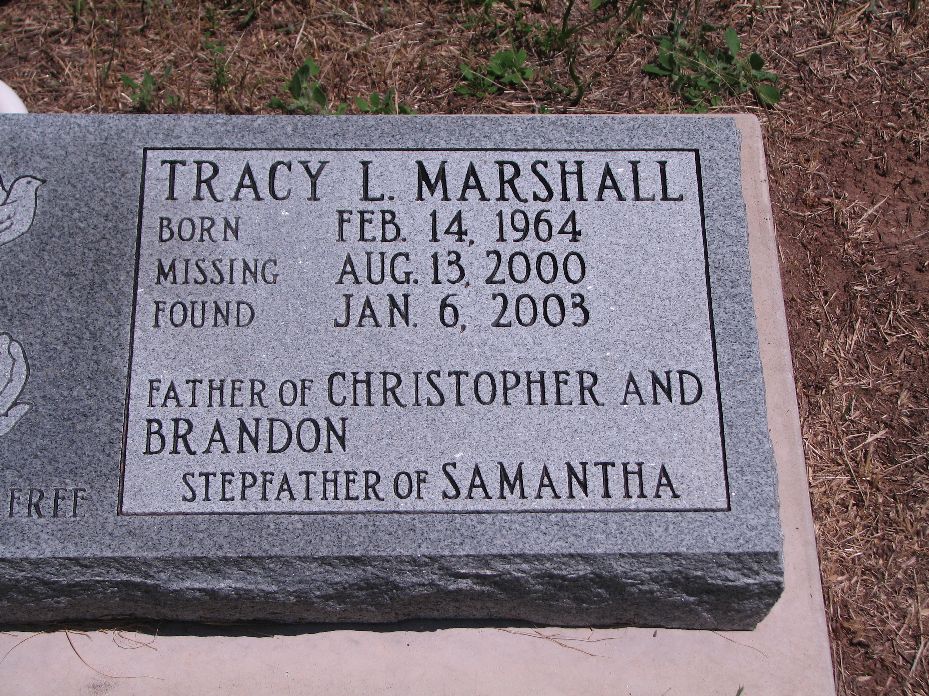 TRACY L. MARSHALL
BORN FEB. 14, 1964
MISSING AUG. 13, 2000
FOUND JAN. 6, 2003
FATHER OF CHRISTOPHER AND
BRANDON
STEPFATHER OF SAMANTHA
FREE